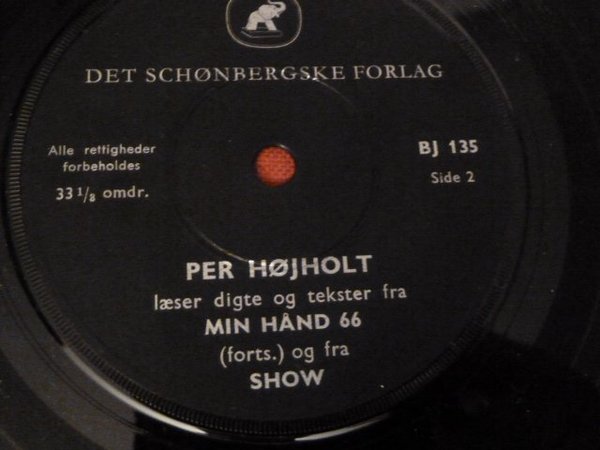 DET SCHØNBERGSKE FORLAG
Alle rettigheder
forbeholdes
33 1/8 omdr.
BJ 135
Side 2
PER HØJHOLT
læser digte og tekster fra
MIN HÅND 66
(forts.) og fra
SHOW